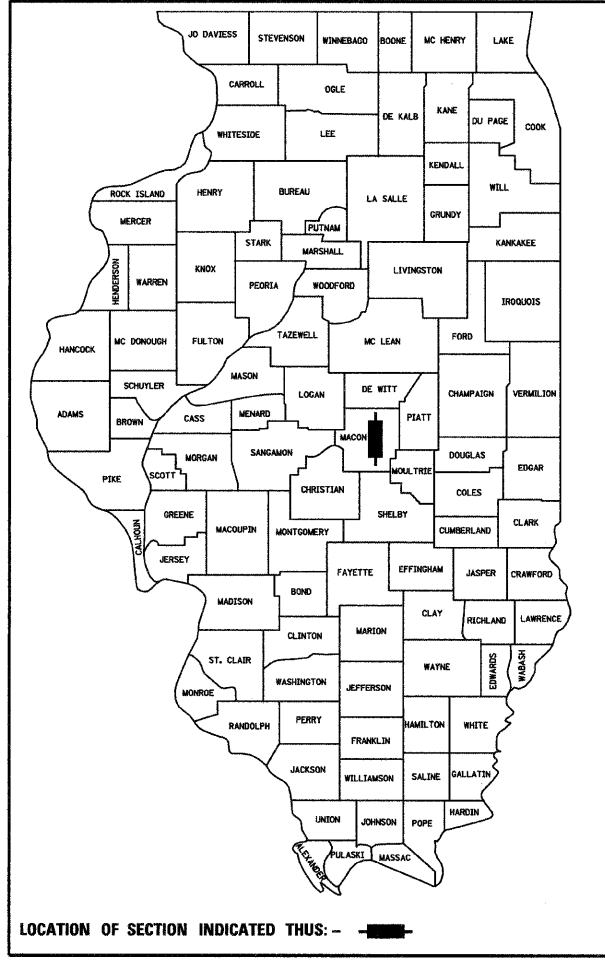 JO DAVIESS STEVENSON WINNEBAGO BOONE MC HENRY LAKE
CARROLL OGLE
DE KALB KANE DU PAGE COOK
WHITESIDE LEE
KENDALL
ROCK ISLAND HENRY BUREAU LA SALLE WILL
PUTNAM GRUNDY
MERCER
STARK MARSHALL KANKAKEE
HENDERSON WARREN KNOX PEORIA WOODFORD LIVINGSTON
IROQUOIS
HANCOCK MC DONOUGH FULTON TAZEWELL MC LEAN FORD
MASON
SCHUYLER LOGAN DE WITT CHAMPAIGN VERMILION
ADAMS BROWN CASS MENARD PIATT
MACON
MORGAN SANGAMON DOUGLAS
MOULTRIE EDGAR
PIKE SCOTT CHRISTIAN
COLES
GREENE MACOUPIN MONTGOMERY SHELBY
CALHOUN CUMBERLAND CLARK
JERSEY
FAYETTE EFFINGHAM JASPER CRAWFORD
MADISON BOND
CLAY
MARION RICHLAND LAWRENCE
CLINTON
ST. CLAIR WAYNE EDWARDS WABASH
WASHINGTON JEFFERSON
MONROE
RANDOLPH PERRY HAMILTON WHITE
FRANKLIN
JACKSON WILLIAMSON SALINE GALLATIN
HARDIN
UNION JOHNSON POPE
ALEXANDER PULASKI MASSAC
LOCATION OF SECTION INDICATED THUS: -